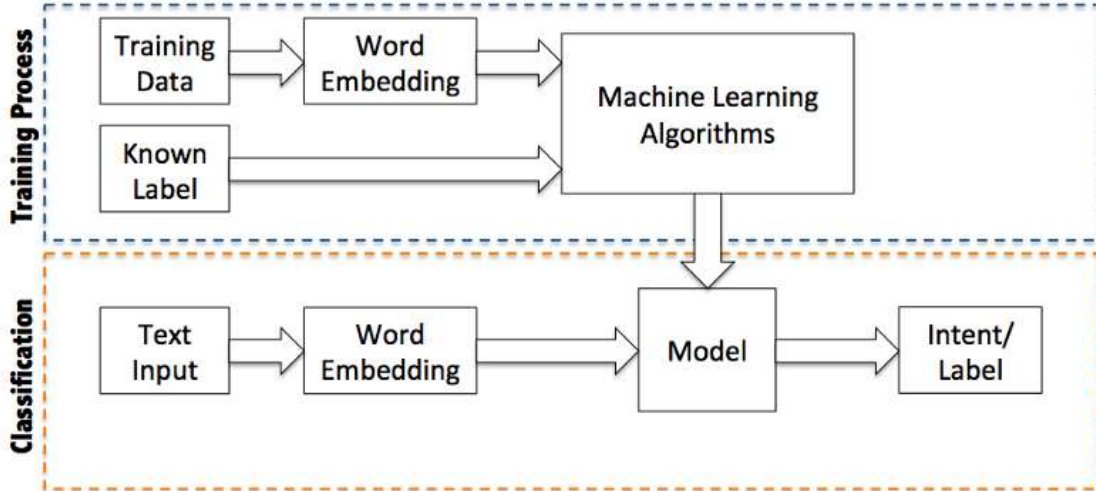 Training Process
Training
Data
Word
Embedding
Machine Learning
Algorithms
Known
Label
Classification
Text
Input
Word
Embedding
Model
Intent/
Label